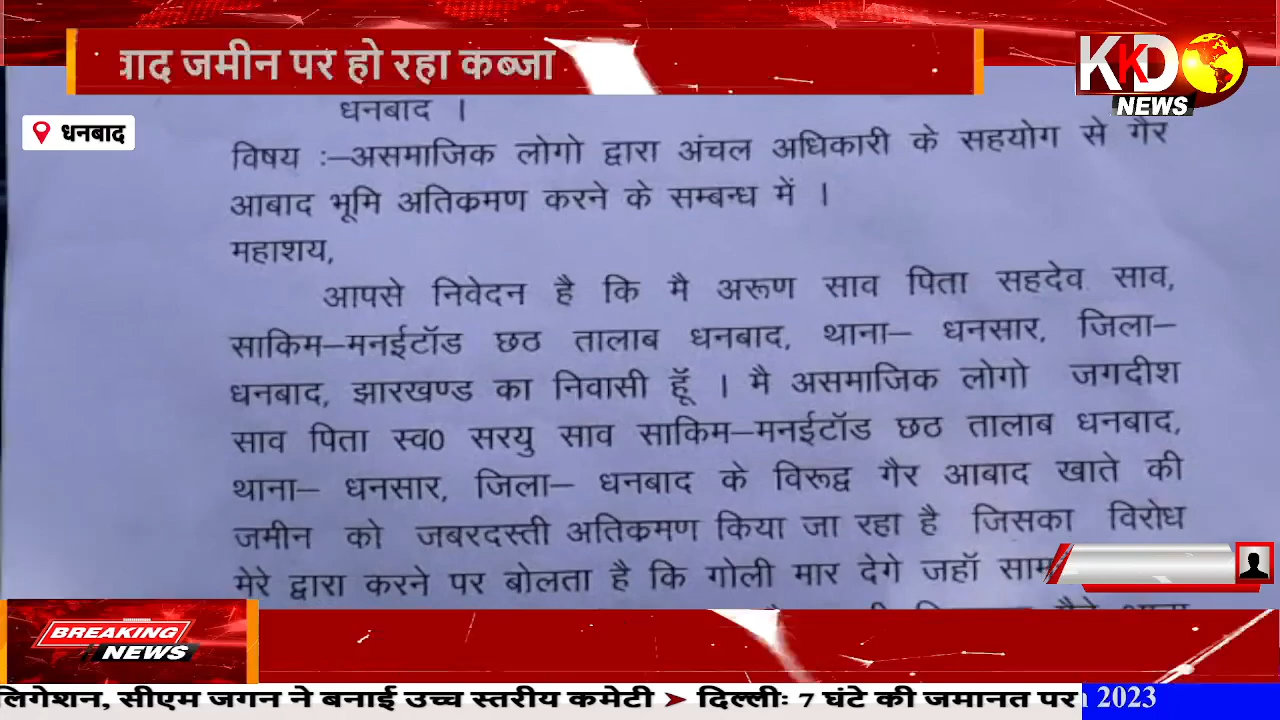 जमीन पर हो रहा कब्जा
KKD
NEWS
धनबाद
धनबाद ।
विषय :–असमाजिक लोगो द्वारा अंचल अधिकारी के सहयोग से गैर
आबाद भूमि अतिकमण करने के सम्बन्ध में ।
महाशय,
आपसे निवेदन है कि मै अरूण साव पिता सहदेव साव,
साकिम–मनईटॉड छठ तालाब धनबाद, थाना– धनसार, जिला–
धनबाद, झारखण्ड का निवासी हूॅं । मै असमाजिक लोगो जगदीश
साव पिता स्व0 सरयु साव साकिम–मनईटॉड छठ तालाब धनबाद,
थाना– धनसार, जिला– धनबाद के विरूद्व गैर आबाद खाते की
जमीन को जबरदस्ती अतिकमण किया जा रहा है जिसका विरोध
मेरे द्वारा करने पर बोलता है कि गोली मार देगे जहॉ
BREAKING
NEWS
लिगेशन, सीएम जगन ने बनाई उच्च स्तरीय कमेटी ➤ दिल्लीः 7 घंटे की जमानत पर 2023